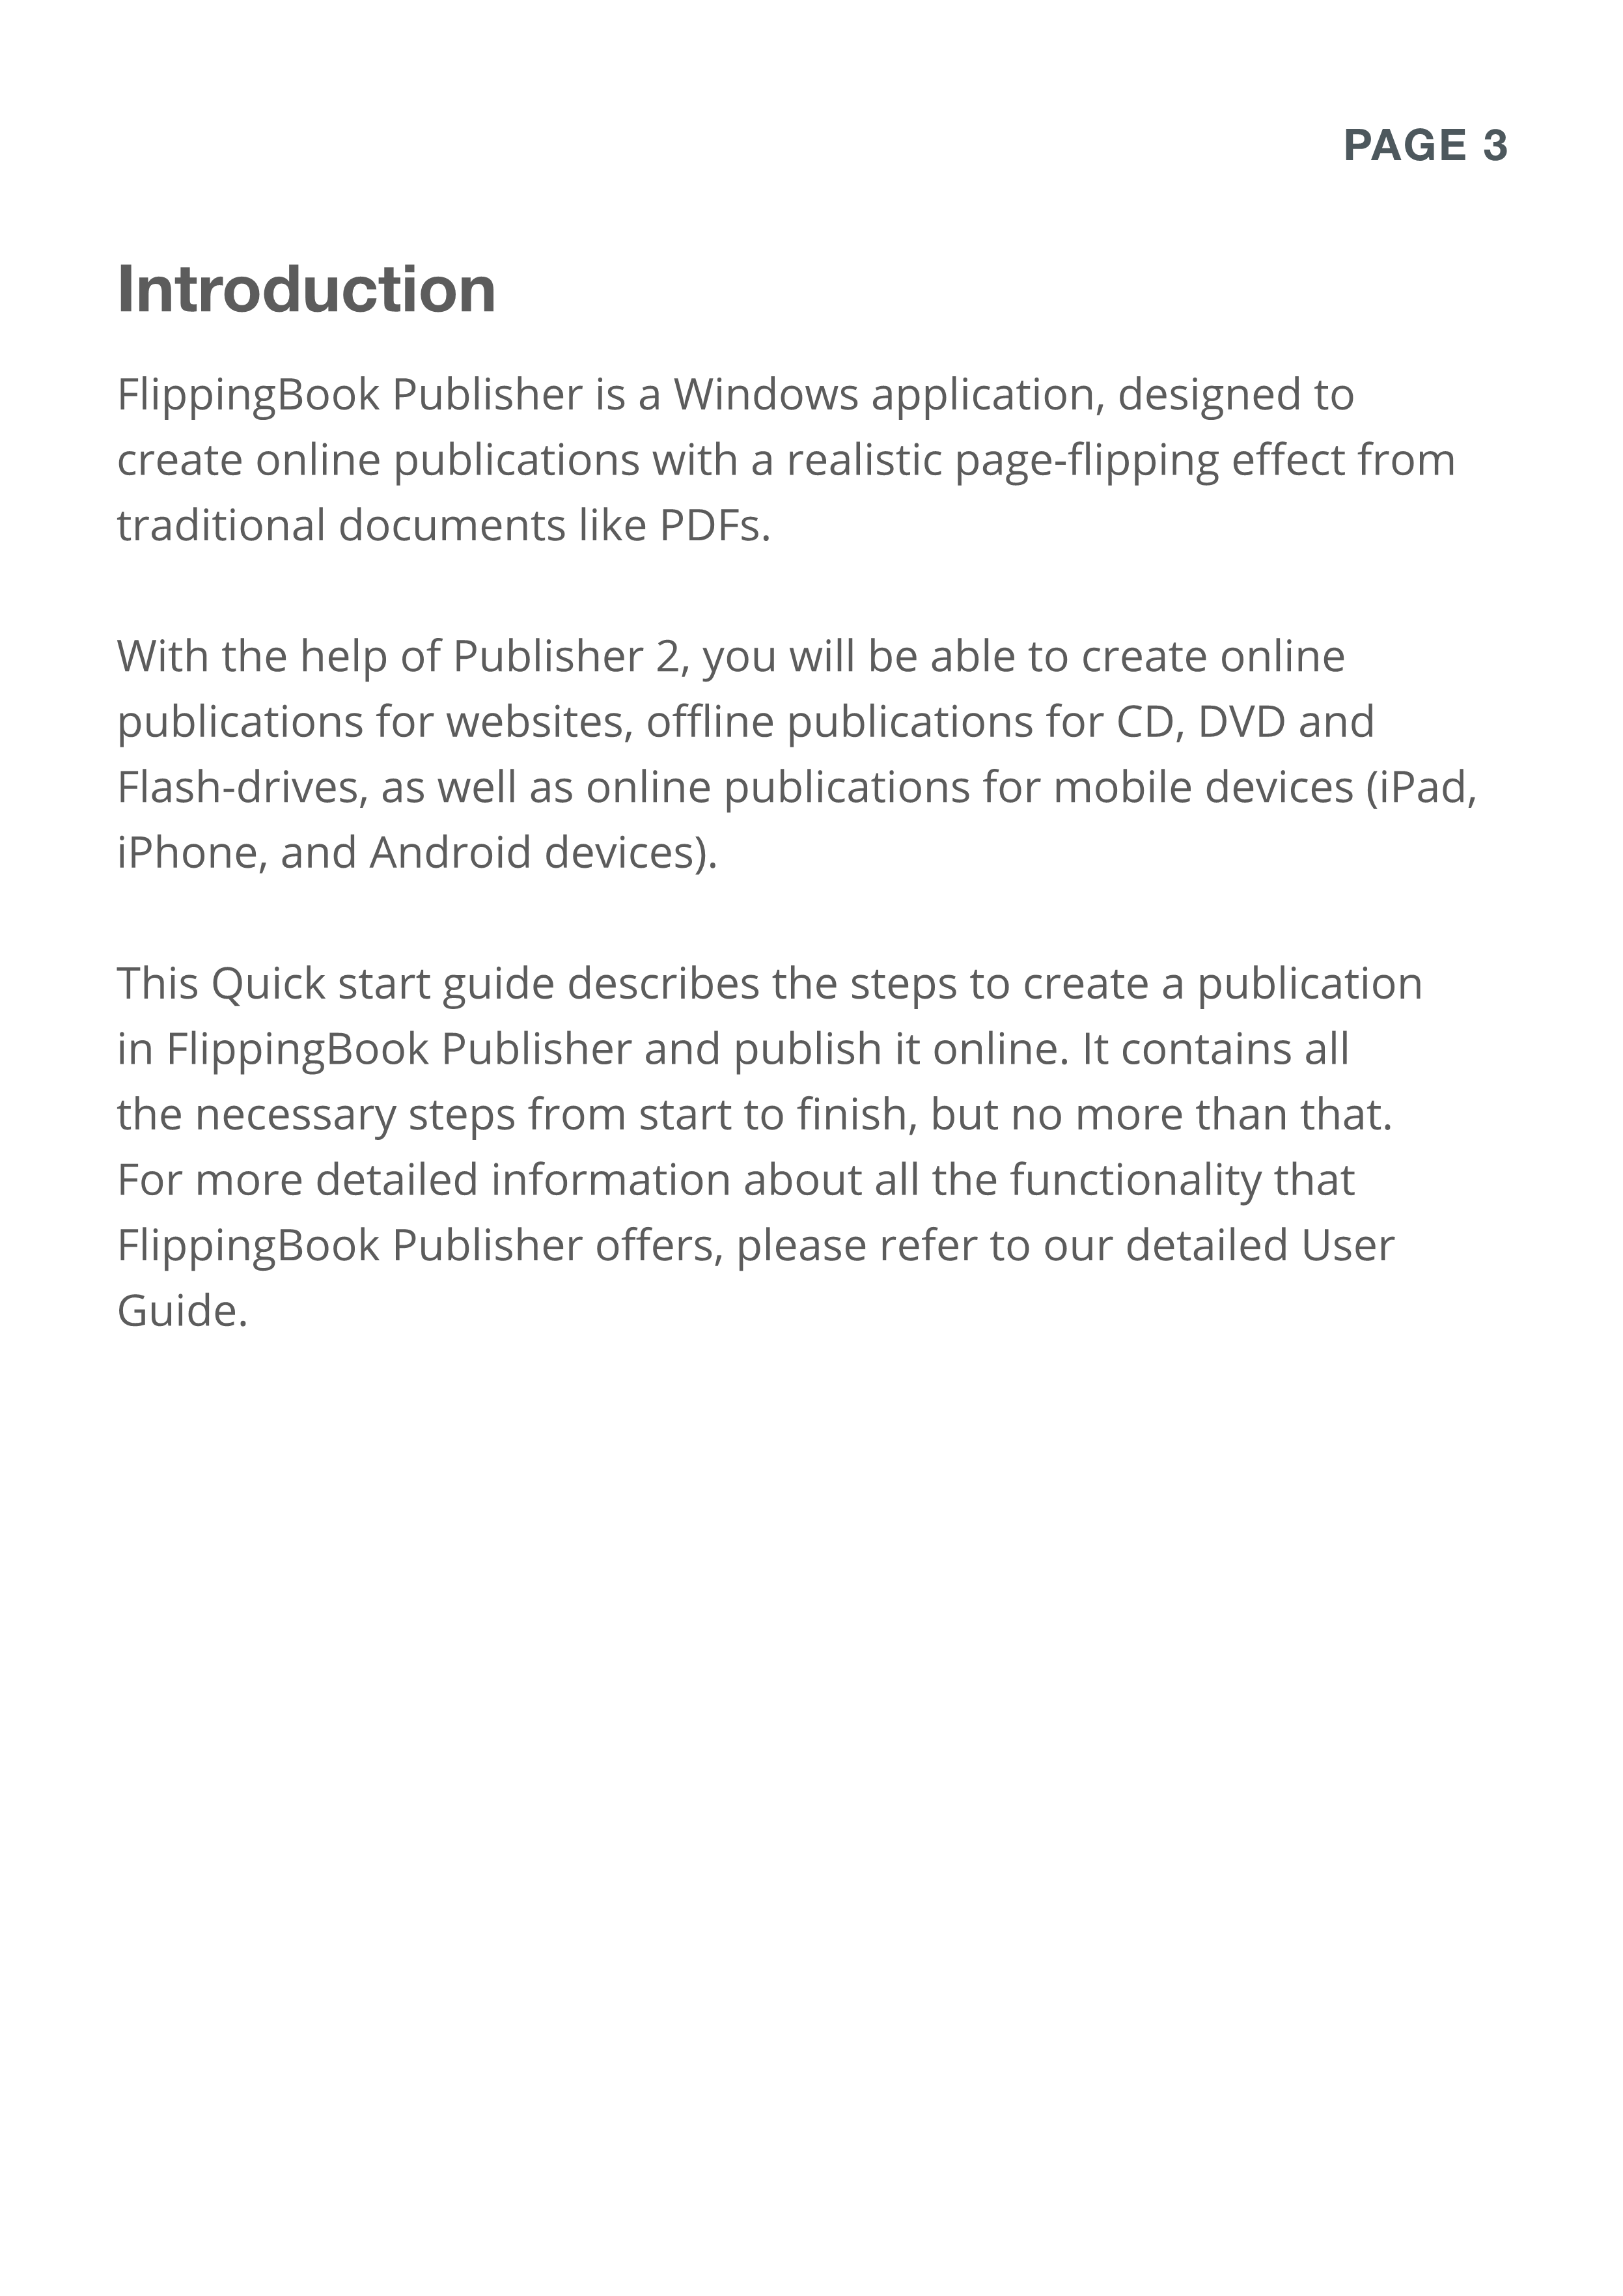 PAGE 3
Introduction
FlippingBook Publisher is a Windows application, designed to
create online publications with a realistic page-flipping effect from
traditional documents like PDFs.
With the help of Publisher 2, you will be able to create online
publications for websites, offline publications for CD, DVD and
Flash-drives, as well as online publications for mobile devices (iPad,
iPhone, and Android devices).
This Quick start guide describes the steps to create a publication
in FlippingBook Publisher and publish it online. It contains all
the necessary steps from start to finish, but no more than that.
For more detailed information about all the functionality that
FlippingBook Publisher offers, please refer to our detailed User
Guide.